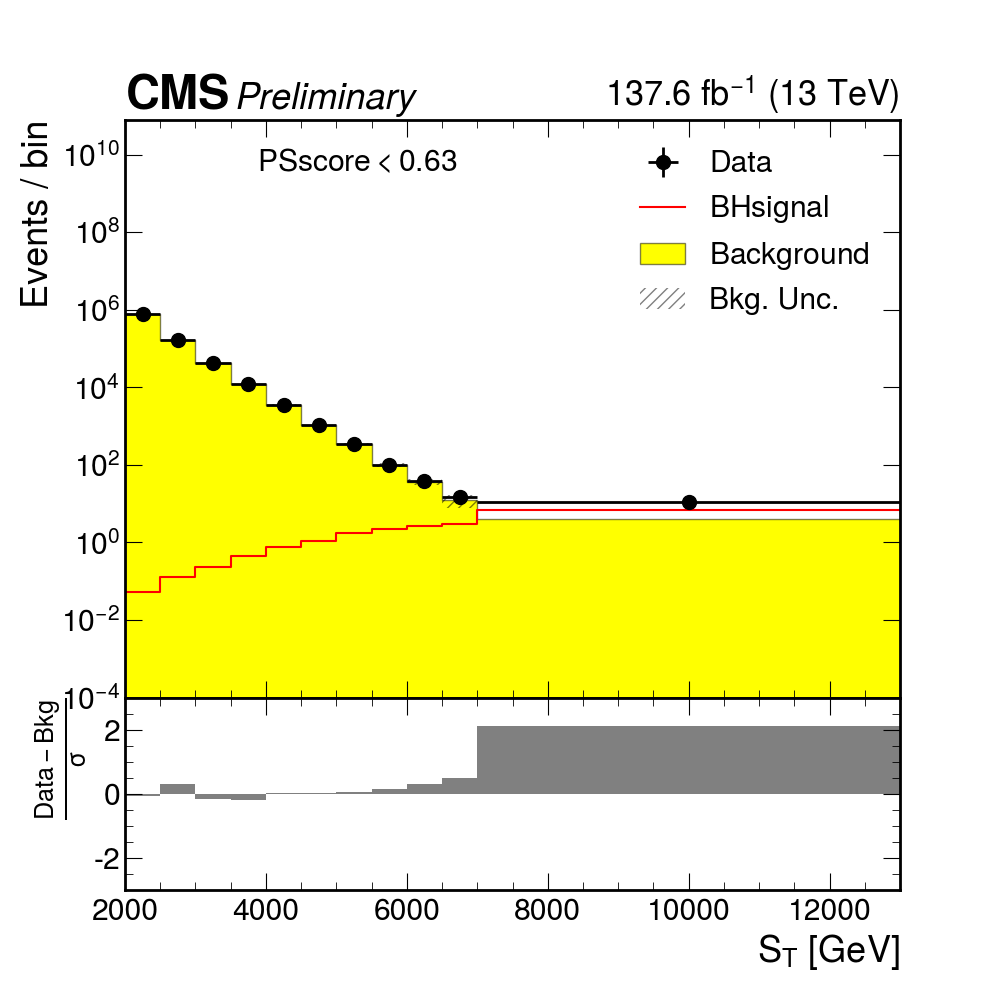 CMS Preliminary 137.6 fb⁻¹ (13 TeV)
Events / bin
PSscore < 0.63
Data
BHsignal
Background
Bkg. Unc.
10¹⁰
10⁸
10⁶
10⁴
10²
10⁰
10⁻²
10⁻⁴
Data − Bkg
σ
2
0
-2
2000 4000 6000 8000 10000 12000
S_T [GeV]